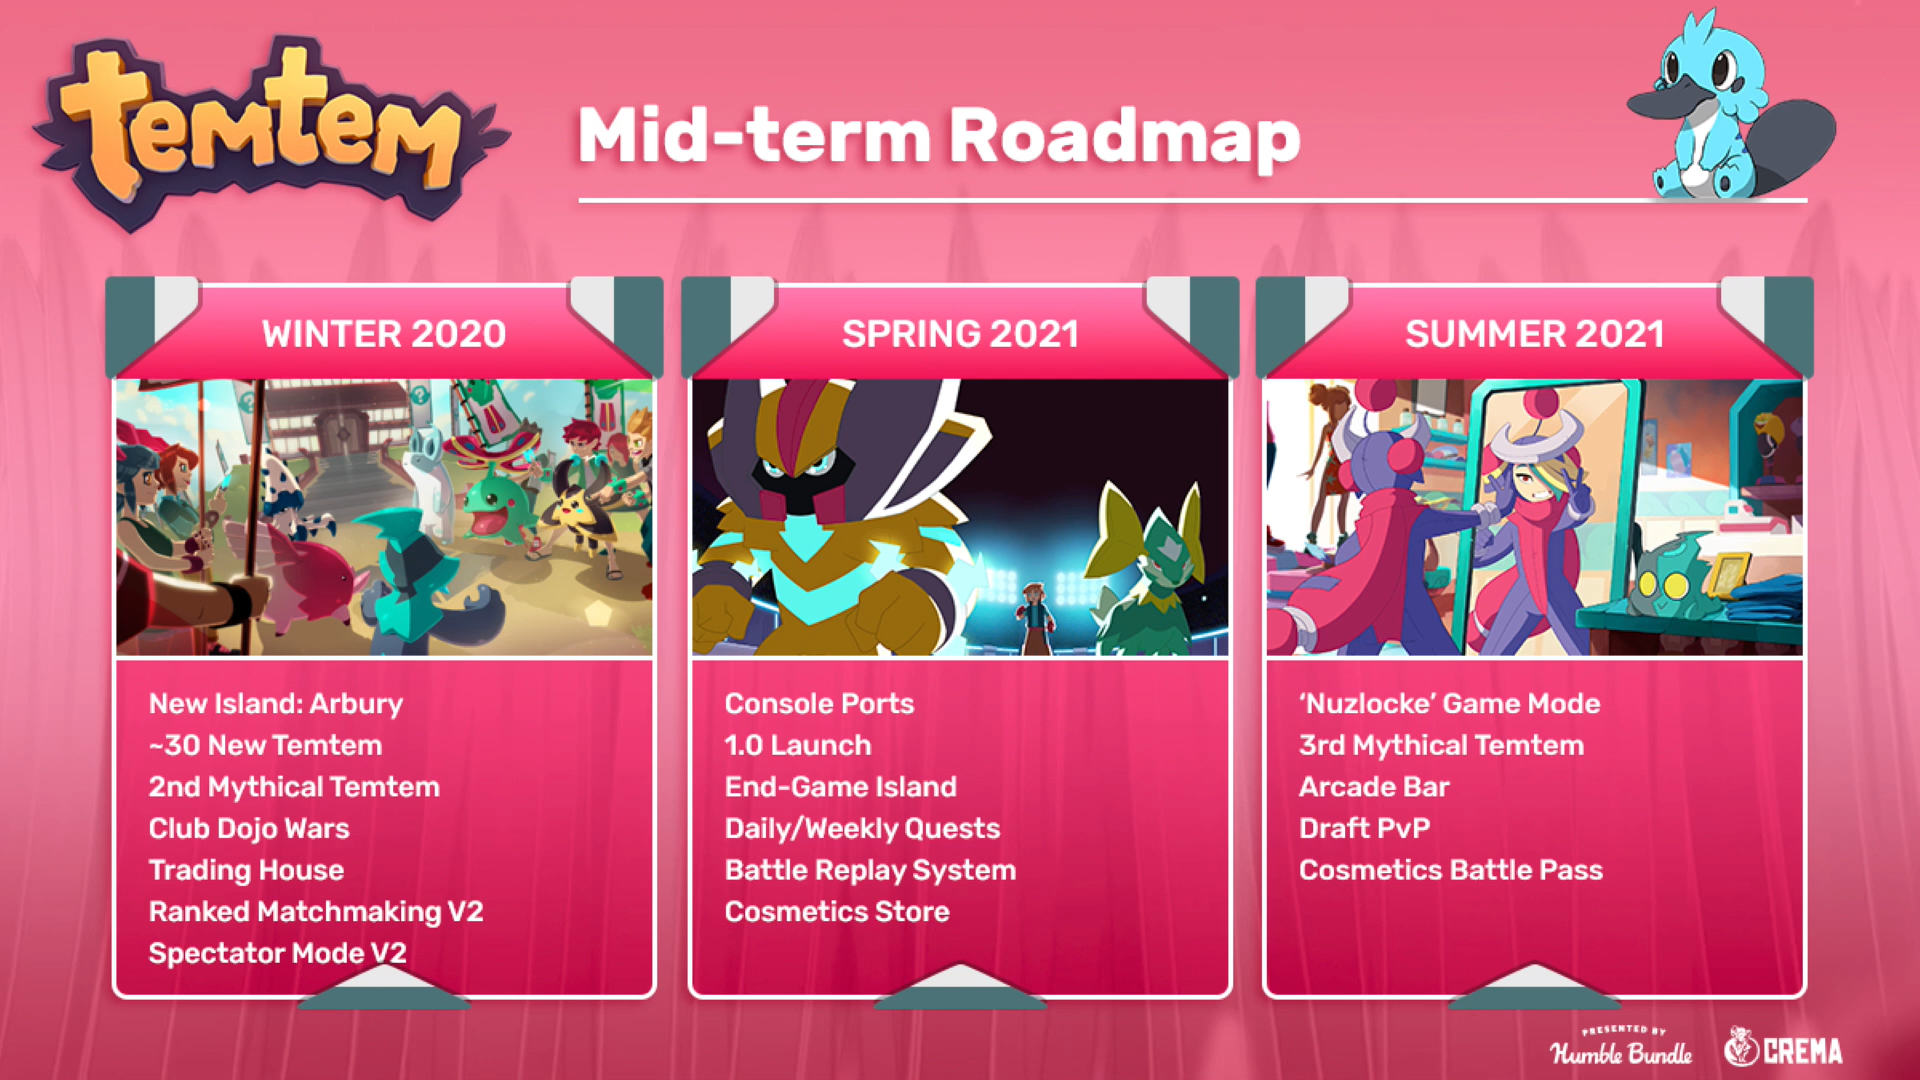 temtem
Mid-term Roadmap
WINTER 2020
New Island: Arbury
~30 New Temtem
2nd Mythical Temtem
Club Dojo Wars
Trading House
Ranked Matchmaking V2
Spectator Mode V2
SPRING 2021
Console Ports
1.0 Launch
End-Game Island
Daily/Weekly Quests
Battle Replay System
Cosmetics Store
SUMMER 2021
‘Nuzlocke’ Game Mode
3rd Mythical Temtem
Arcade Bar
Draft PvP
Cosmetics Battle Pass
PRESENTED BY
Humble Bundle
CREMA